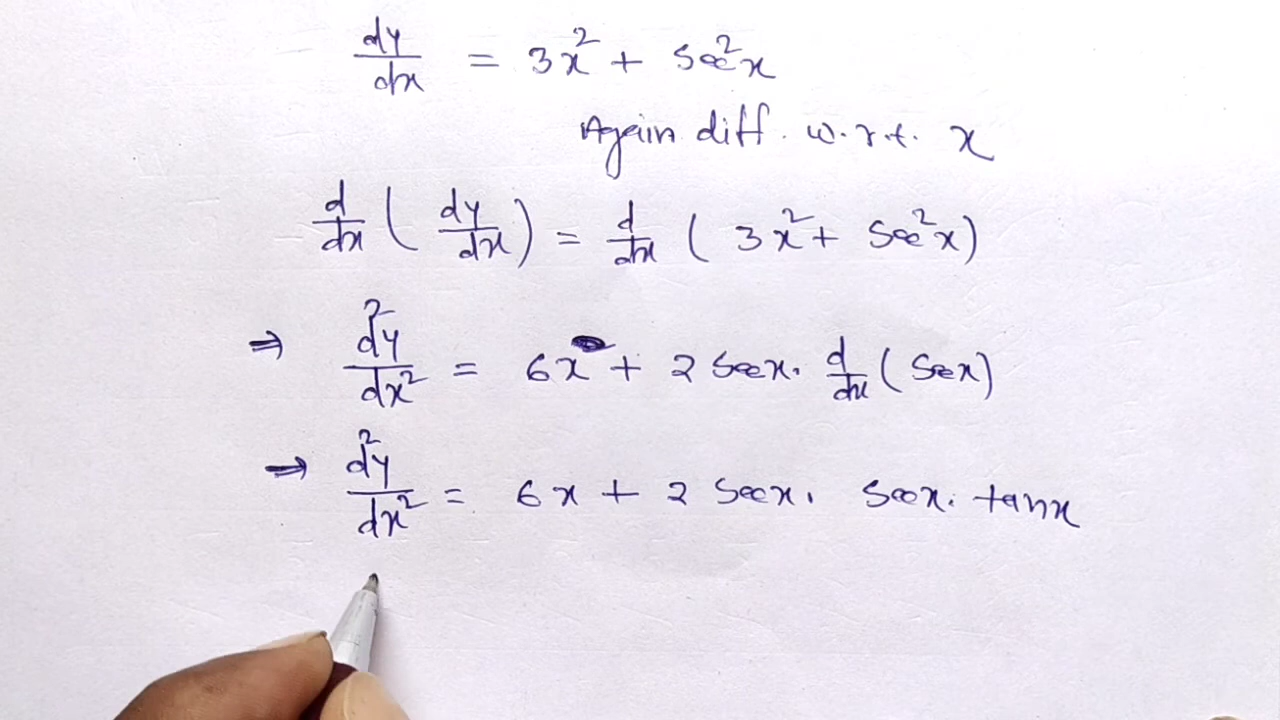 dy/dx = 3x² + Sec²x
Again diff. w.r.t. x
d/dx ( dy/dx ) = d/dx ( 3x² + Sec²x)
⇒ d²y/dx² = 6x + 2 Secx. d/dx (Secx)
⇒ d²y/dx² = 6x + 2 Secx. Secx. tanx